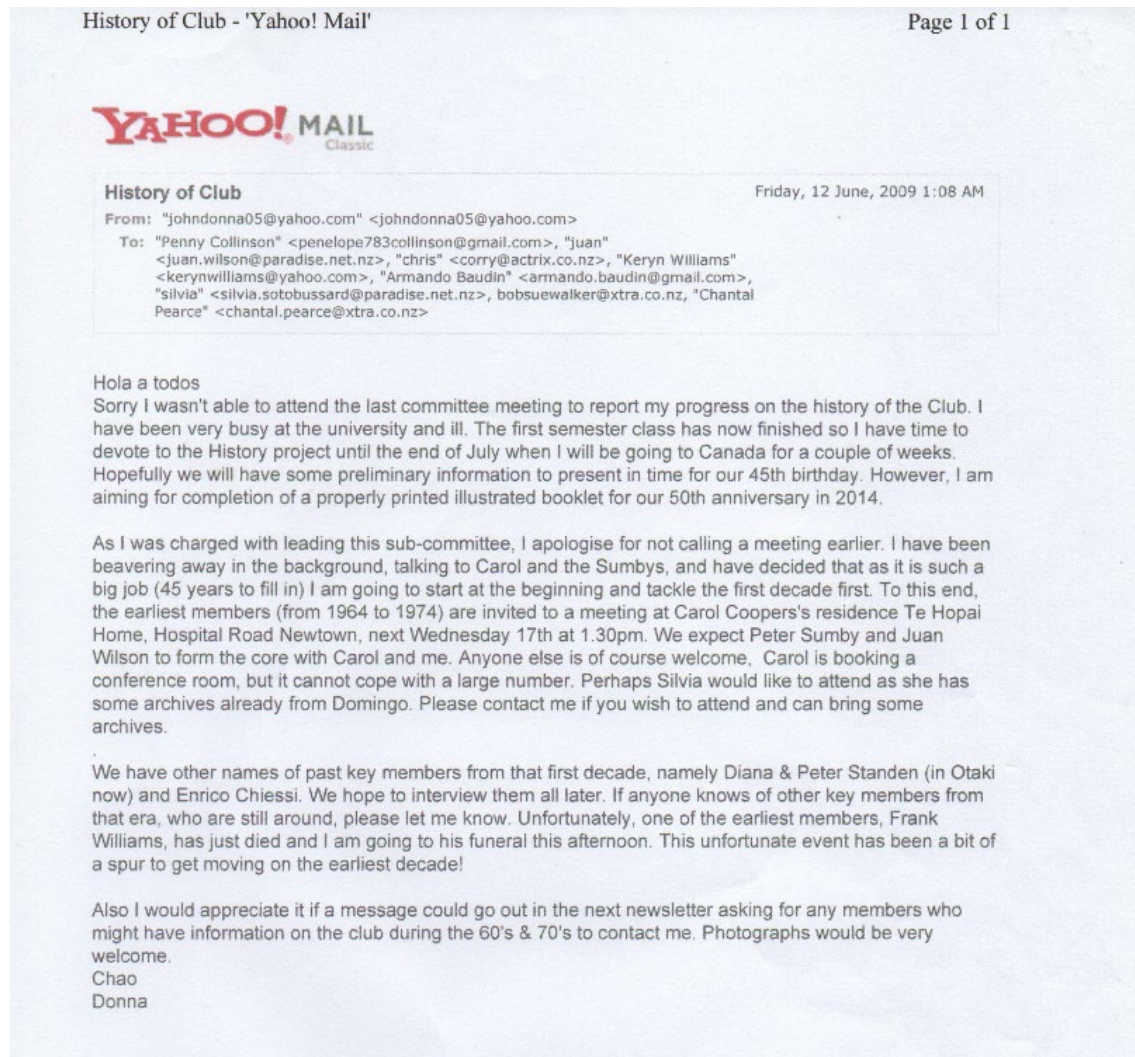 History of Club - 'Yahoo! Mail'
Page 1 of 1
YAHOO! MAIL
Classic
History of Club
Friday, 12 June, 2009 1:08 AM
From: "johndonna05@yahoo.com" <johndonna05@yahoo.com>
To: "Penny Collinson" <penelope783collinson@gmail.com>, "juan"
<juan.wilson@paradise.net.nz>, "chris" <corry@actrix.co.nz>, "Keryn Williams"
<kerynwilliams@yahoo.com>, "Armando Baudin" <armando.baudin@gmail.com>,
"silvia" <silvia.sotobussard@paradise.net.nz>, bobsuewalker@xtra.co.nz, "Chantal
Pearce" <chantal.pearce@xtra.co.nz>
Hola a todos
Sorry I wasn't able to attend the last committee meeting to report my progress on the history of the Club. I
have been very busy at the university and ill. The first semester class has now finished so I have time to
devote to the History project until the end of July when I will be going to Canada for a couple of weeks.
Hopefully we will have some preliminary information to present in time for our 45th birthday. However, I am
aiming for completion of a properly printed illustrated booklet for our 50th anniversary in 2014.
As I was charged with leading this sub-committee, I apologise for not calling a meeting earlier. I have been
beavering away in the background, talking to Carol and the Sumbys, and have decided that as it is such a
big job (45 years to fill in) I am going to start at the beginning and tackle the first decade first. To this end,
the earliest members (from 1964 to 1974) are invited to a meeting at Carol Coopers's residence Te Hopai
Home, Hospital Road Newtown, next Wednesday 17th at 1.30pm. We expect Peter Sumby and Juan
Wilson to form the core with Carol and me. Anyone else is of course welcome, Carol is booking a
conference room, but it cannot cope with a large number. Perhaps Silvia would like to attend as she has
some archives already from Domingo. Please contact me if you wish to attend and can bring some
archives.
.
We have other names of past key members from that first decade, namely Diana & Peter Standen (in Otaki
now) and Enrico Chiessi. We hope to interview them all later. If anyone knows of other key members from
that era, who are still around, please let me know. Unfortunately, one of the earliest members, Frank
Williams, has just died and I am going to his funeral this afternoon. This unfortunate event has been a bit of
a spur to get moving on the earliest decade!
Also I would appreciate it if a message could go out in the next newsletter asking for any members who
might have information on the club during the 60's & 70's to contact me. Photographs would be very
welcome.
Chao
Donna